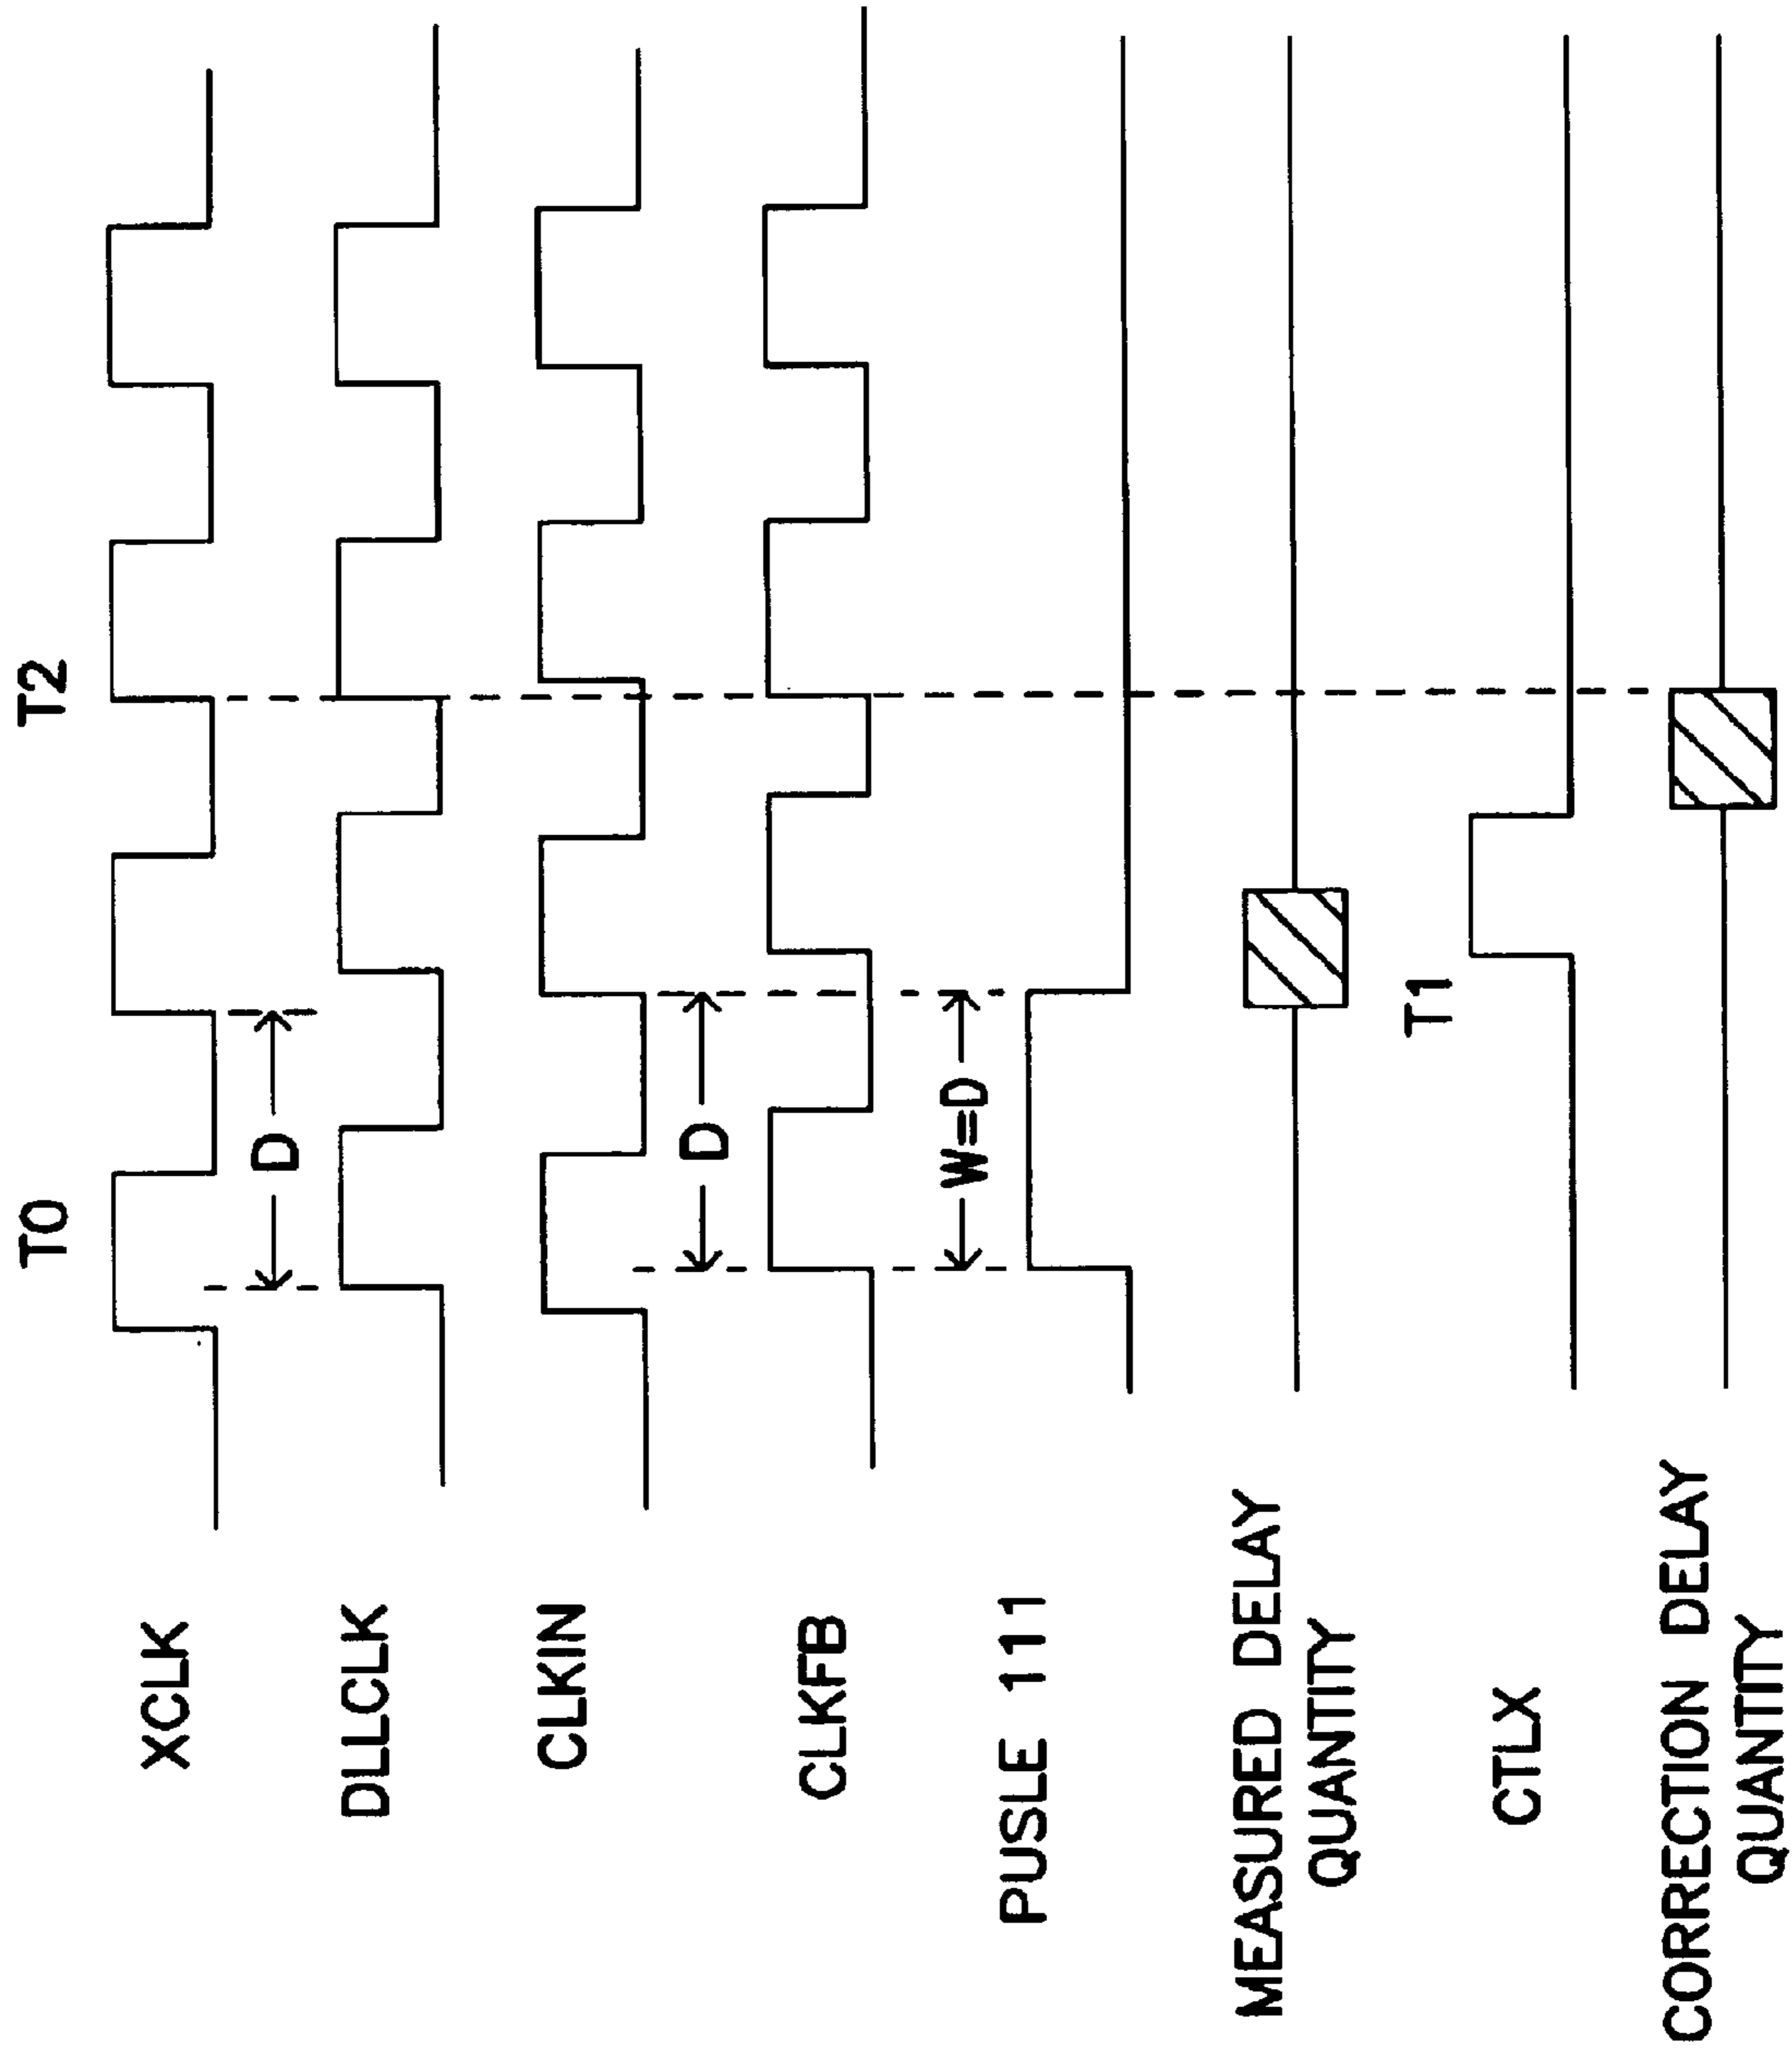 T0
T2
XCLK
D
DLLCLK
CLKIN
D
CLKFB
W=D
PUSLE 111
MEASURED DELAY
QUANTITY
T1
CTLX
CORRECTION DELAY
QUANTITY